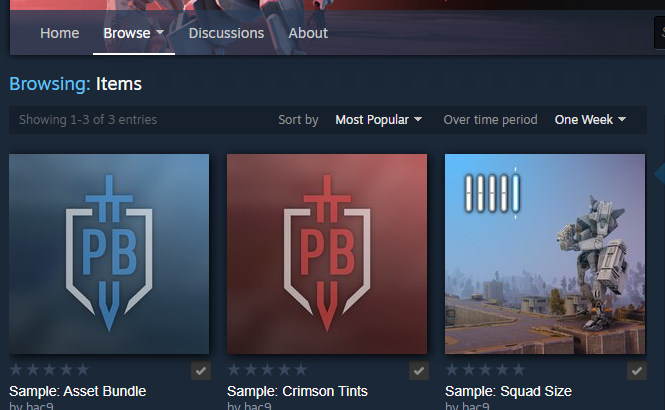 Home Browse Discussions About
Browsing: Items
Showing 1-3 of 3 entries Sort by Most Popular Over time period One Week
PB PB
Sample: Asset Bundle Sample: Crimson Tints Sample: Squad Size
by bac9 by bac9 by bac9